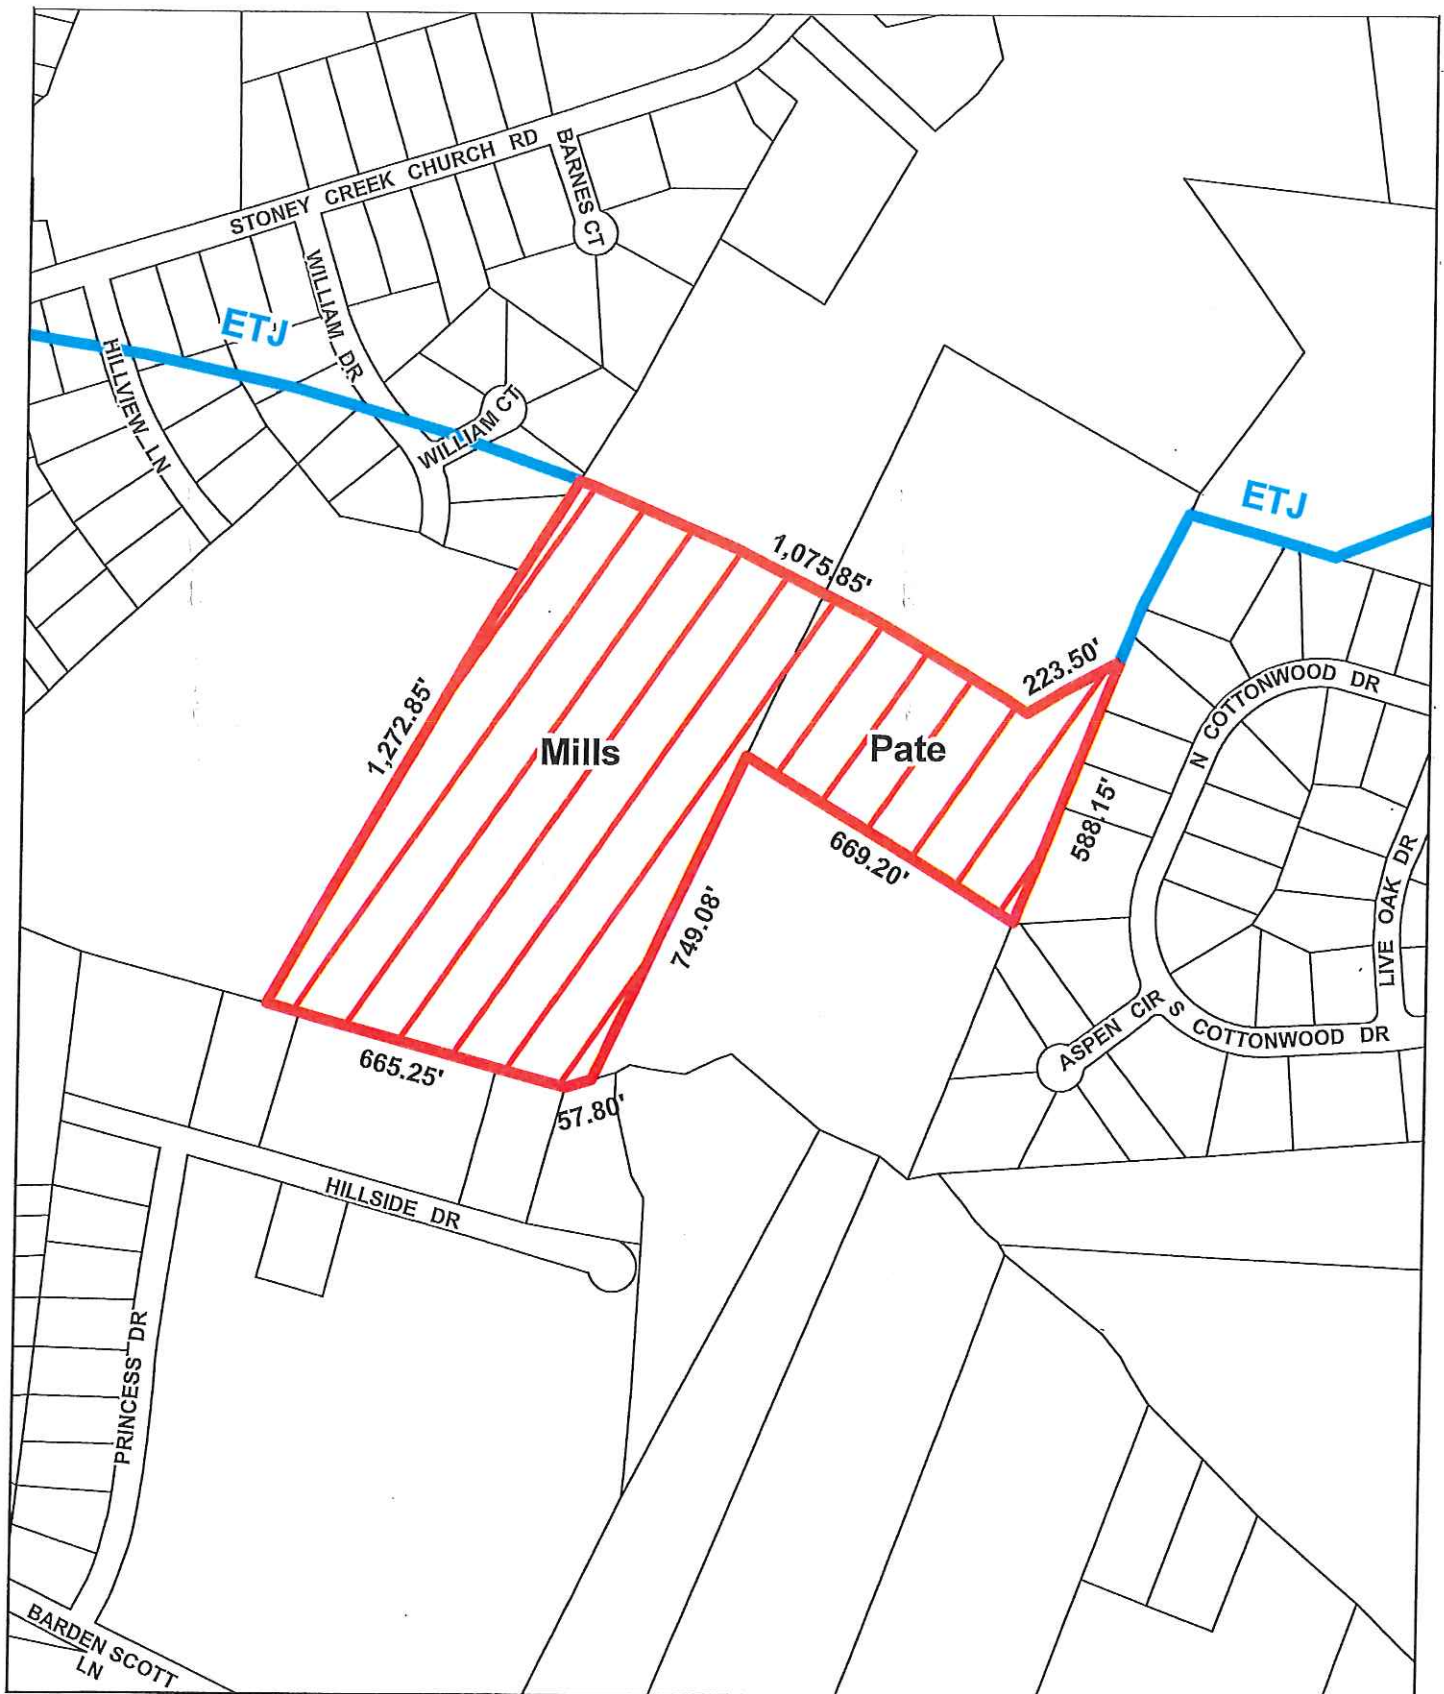 STONEY CREEK CHURCH RD
BARNES CT
WILLIAM DR
ETJ
HILLVIEW LN
WILLIAM CT
ETJ
1,075.85'
223.50'
N COTTONWOOD DR
1,272.85'
Mills
Pate
588.15'
669.20'
LIVE OAK DR
749.08'
ASPEN CIR
S COTTONWOOD DR
665.25'
57.80'
HILLSIDE DR
PRINCESS DR
BARDEN SCOTT
LN